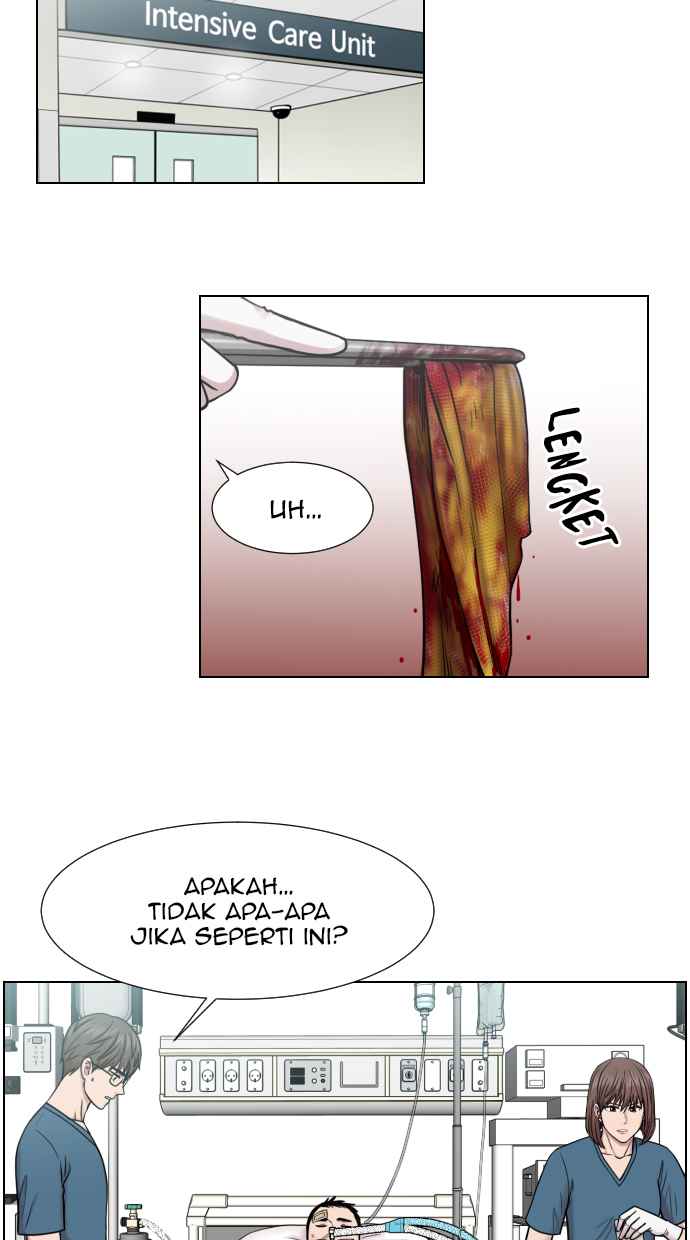 Intensive Care Unit
UH...
LENGKET
APAKAH...
TIDAK APA-APA
JIKA SEPERTI INI?